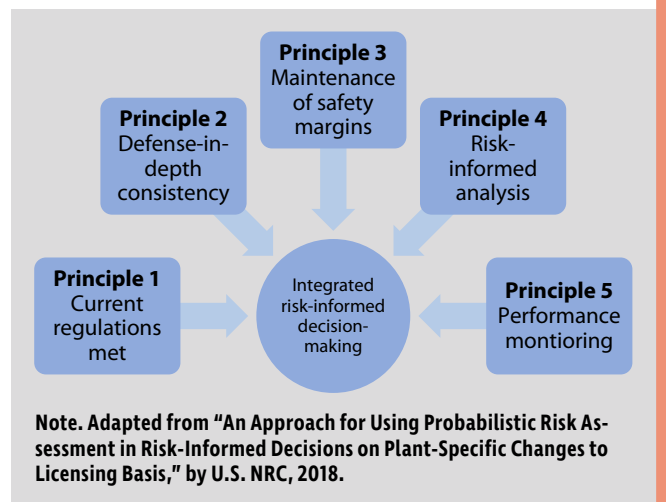 Principle 3
Maintenance
of safety
margins
Principle 2
Defense-in-
depth
consistency
Principle 4
Risk-
informed
analysis
Principle 1
Current
regulations
met
Integrated
risk-informed
decision-
making
Principle 5
Performance
montioring
Note. Adapted from “An Approach for Using Probabilistic Risk As-
sessment in Risk-Informed Decisions on Plant-Specific Changes to
Licensing Basis,” by U.S. NRC, 2018.